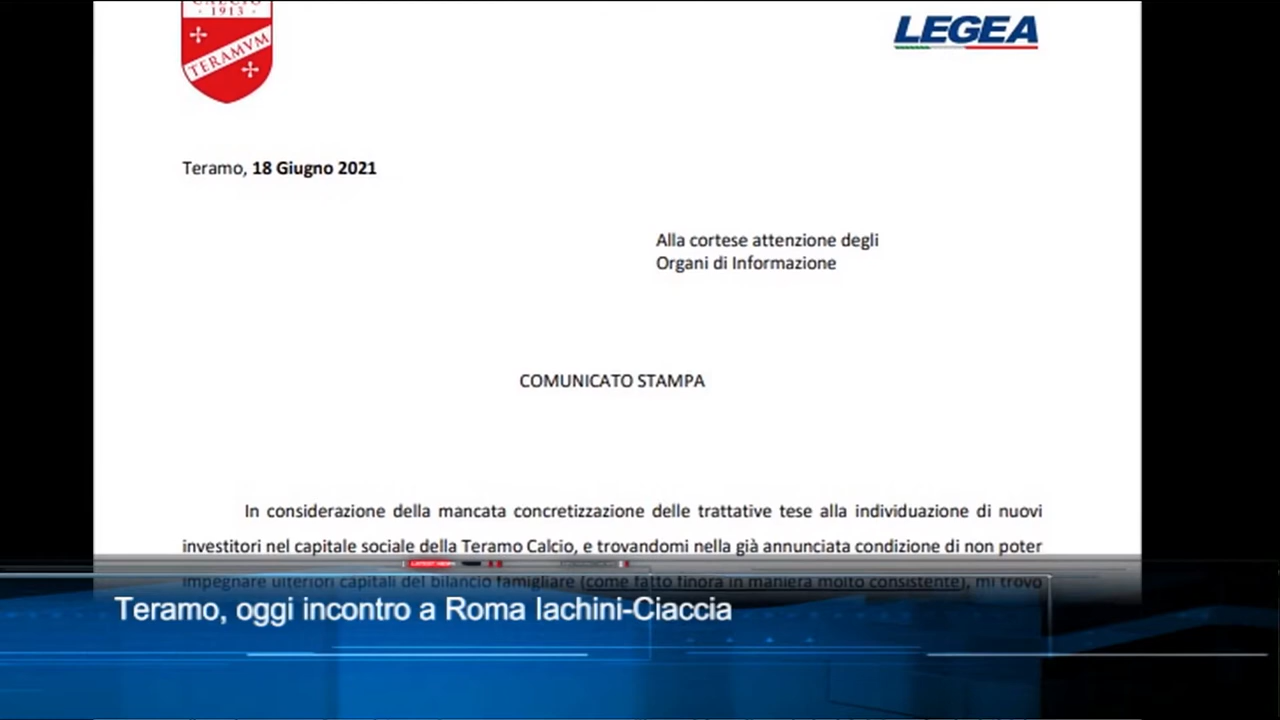 CALCIO
· 1913 ·
TERAMVM
LEGEA
Teramo, 18 Giugno 2021
Alla cortese attenzione degli
Organi di Informazione
COMUNICATO STAMPA
In considerazione della mancata concretizzazione delle trattative tese alla individuazione di nuovi
investitori nel capitale sociale della Teramo Calcio, e trovandomi nella già annunciata condizione di non poter
impegnare ulteriori capitali del bilancio famigliare (come fatto finora in maniera molto consistente), mi trovo
LATEST NEWS
Teramo, oggi incontro a Roma Iachini-Ciaccia